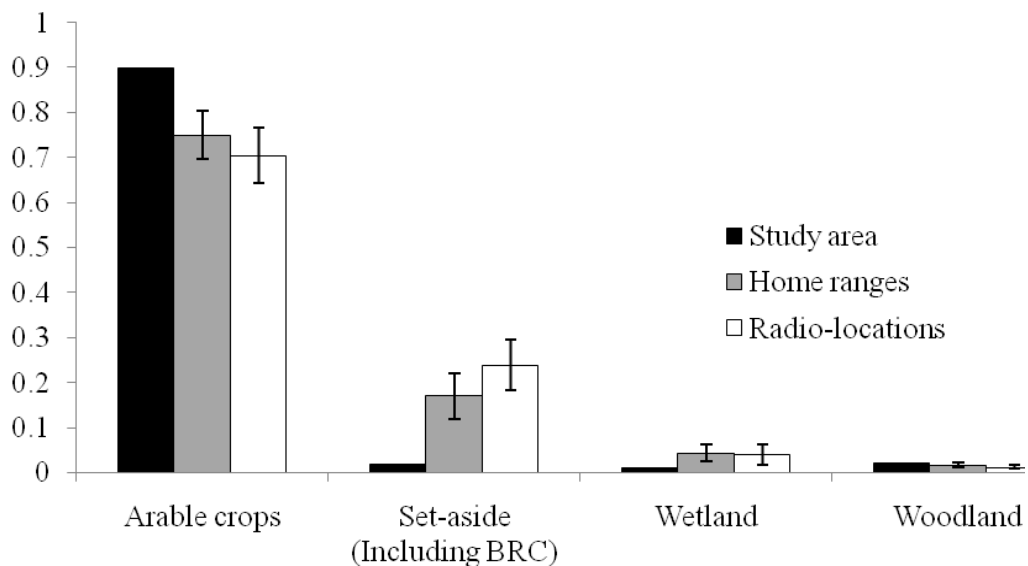 1
0.9
0.8
0.7
0.6
0.5
0.4
0.3
0.2
0.1
0
Study area
Home ranges
Radio-locations
Arable crops
Set-aside
(Including BRC)
Wetland
Woodland